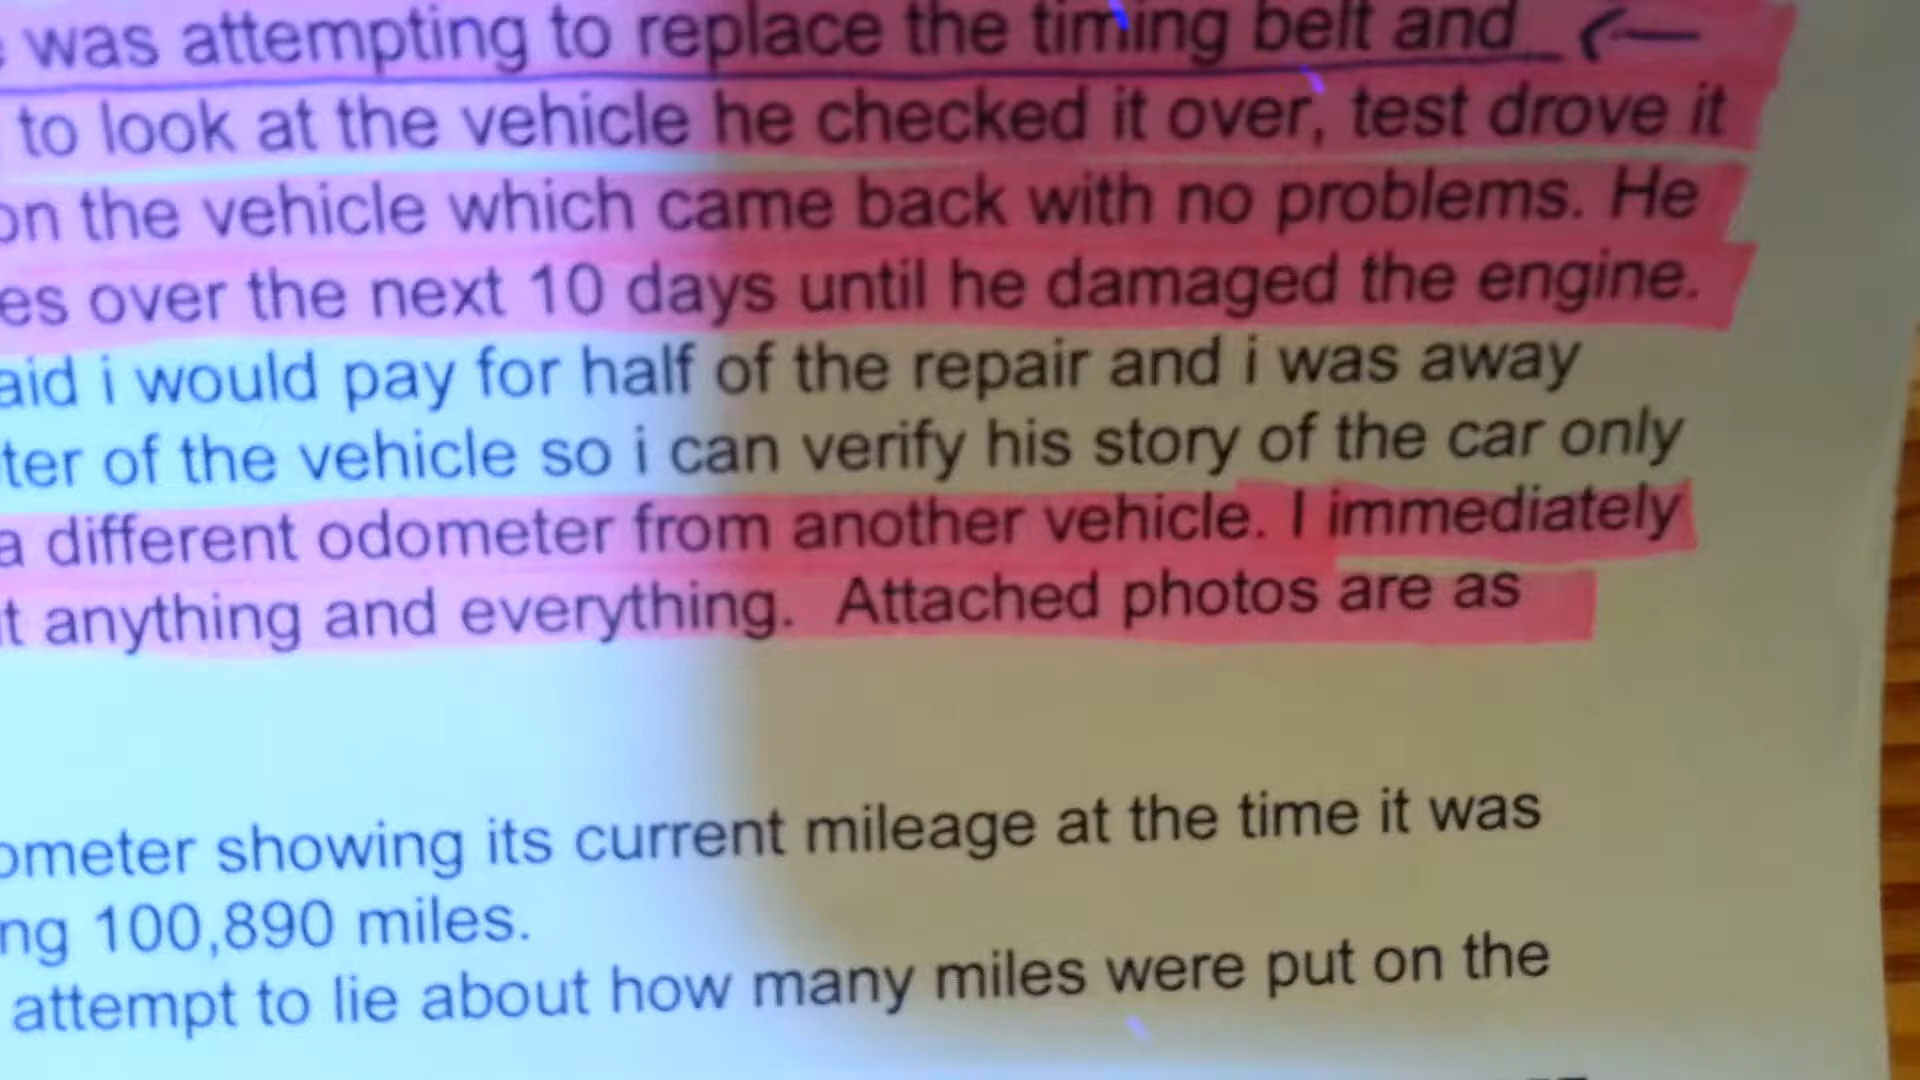 was attempting to replace the timing belt and
to look at the vehicle he checked it over, test drove it
on the vehicle which came back with no problems. He
es over the next 10 days until he damaged the engine.
aid i would pay for half of the repair and i was away
ter of the vehicle so i can verify his story of the car only
a different odometer from another vehicle. I immediately
t anything and everything. Attached photos are as
ometer showing its current mileage at the time it was
ng 100,890 miles.
attempt to lie about how many miles were put on the